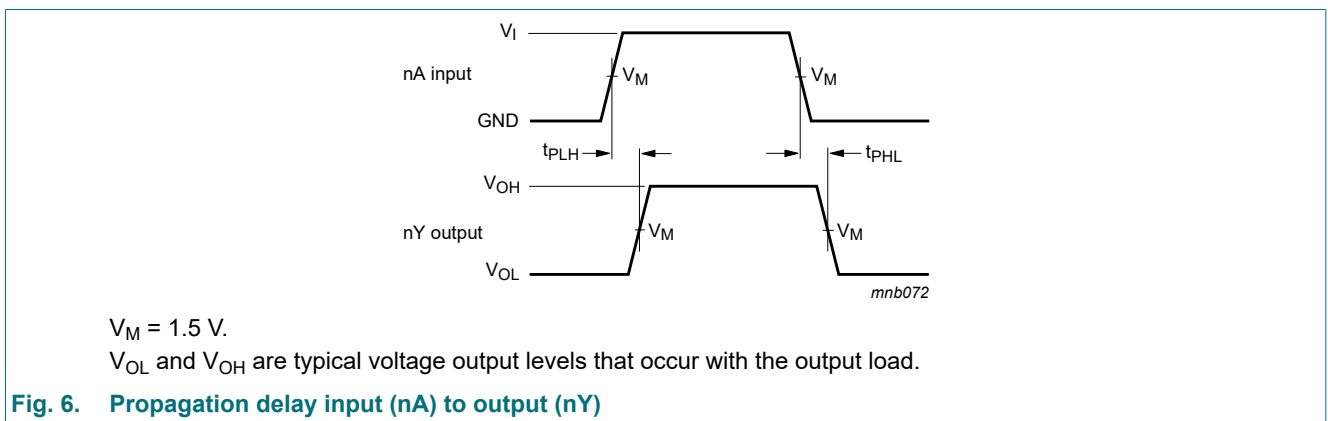 V_I
nA input
V_M V_M
GND
t_PLH t_PHL
V_OH
nY output
V_M V_M
V_OL
mnb072
V_M = 1.5 V.
V_OL and V_OH are typical voltage output levels that occur with the output load.
Fig. 6. Propagation delay input (nA) to output (nY)